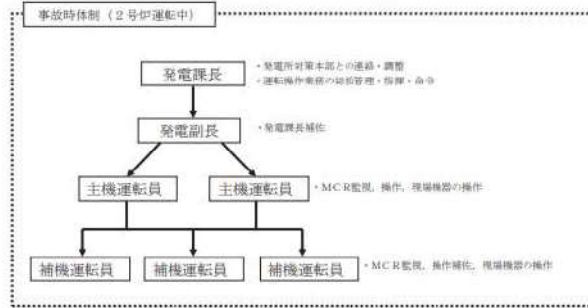 事故時体制(2号炉運転中)
発電課長
・発電所対策本部との連絡・調整
・運転操作業務の総括管理・指揮・命令
発電副長
・発電課長補佐
主機運転員 主機運転員
・MCR監視,操作,現場機器の操作
補機運転員 補機運転員 補機運転員
・MCR監視,操作補佐,現場機器の操作